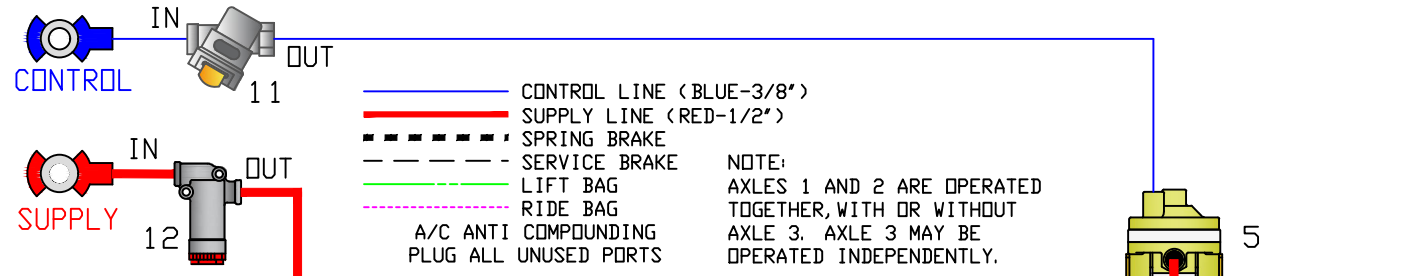 IN
OUT
CONTROL
11
CONTROL LINE (BLUE-3/8")
SUPPLY LINE (RED-1/2")
SPRING BRAKE
SERVICE BRAKE
LIFT BAG
RIDE BAG
A/C ANTI COMPOUNDING
PLUG ALL UNUSED PORTS
NOTE:
AXLES 1 AND 2 ARE OPERATED
TOGETHER, WITH OR WITHOUT
AXLE 3. AXLE 3 MAY BE
OPERATED INDEPENDENTLY.
IN
OUT
SUPPLY
12
5